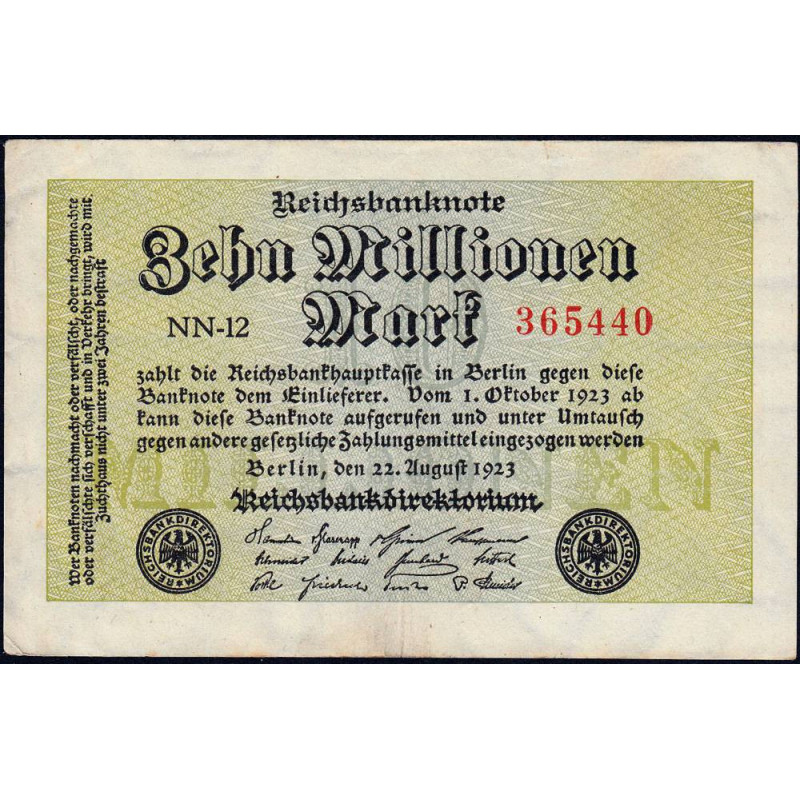 Reichsbanknote
Zehn Millionen
Mark
NN-12
365440
zahlt die Reichsbankhauptkasse in Berlin gegen diese
Banknote dem Einlieferer. Vom 1. Oktober 1923 ab
kann diese Banknote aufgerufen und unter Umtausch
gegen andere gesetzliche Zahlungsmittel eingezogen werden
Berlin, den 22. August 1923
Reichsbankdirektorium
REICHSBANKDIREKTORIUM
REICHSBANKDIREKTORIUM
Wer Banknoten nachmacht oder verfälscht, oder nachgemachte
oder verfälschte sich verschafft und in Verkehr bringt, wird mit
Zuchthaus nicht unter zwei Jahren bestraft
10
MILLIONEN